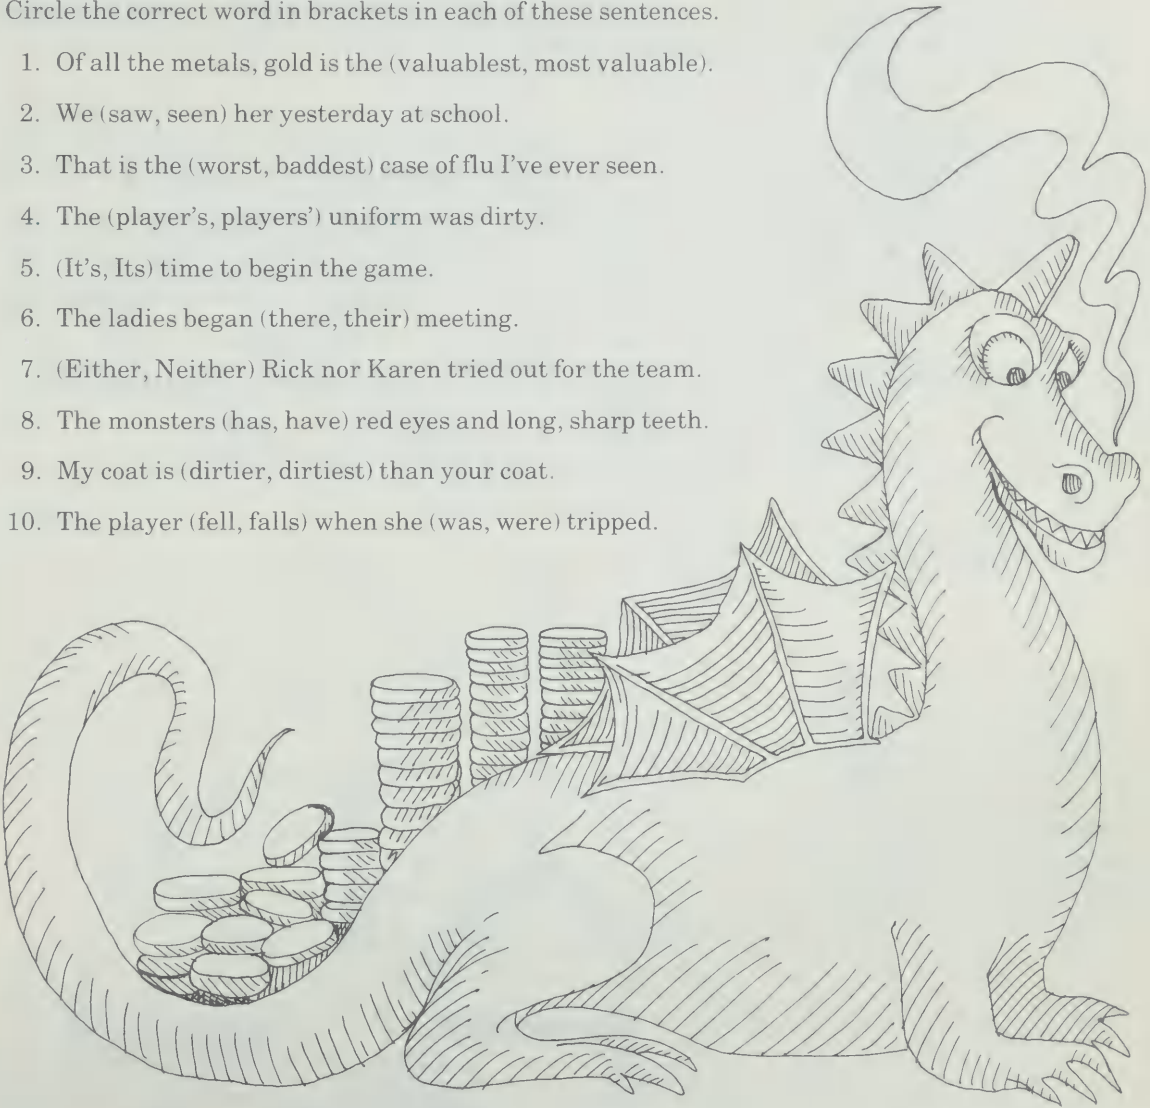 Circle the correct word in brackets in each of these sentences.
1. Of all the metals, gold is the (valuablest, most valuable).
2. We (saw, seen) her yesterday at school.
3. That is the (worst, baddest) case of flu I've ever seen.
4. The (player's, players') uniform was dirty.
5. (It's, Its) time to begin the game.
6. The ladies began (there, their) meeting.
7. (Either, Neither) Rick nor Karen tried out for the team.
8. The monsters (has, have) red eyes and long, sharp teeth.
9. My coat is (dirtier, dirtiest) than your coat.
10. The player (fell, falls) when she (was, were) tripped.